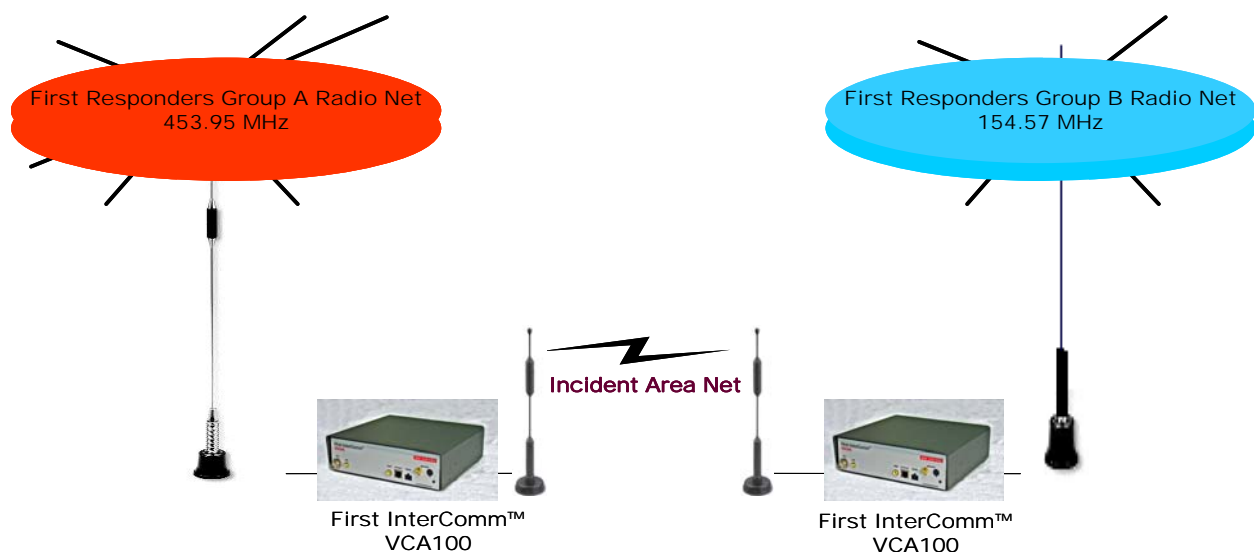 First Responders Group A Radio Net
453.95 MHz
First Responders Group B Radio Net
154.57 MHz
Incident Area Net
First InterComm™
VCA100
First InterComm™
VCA100